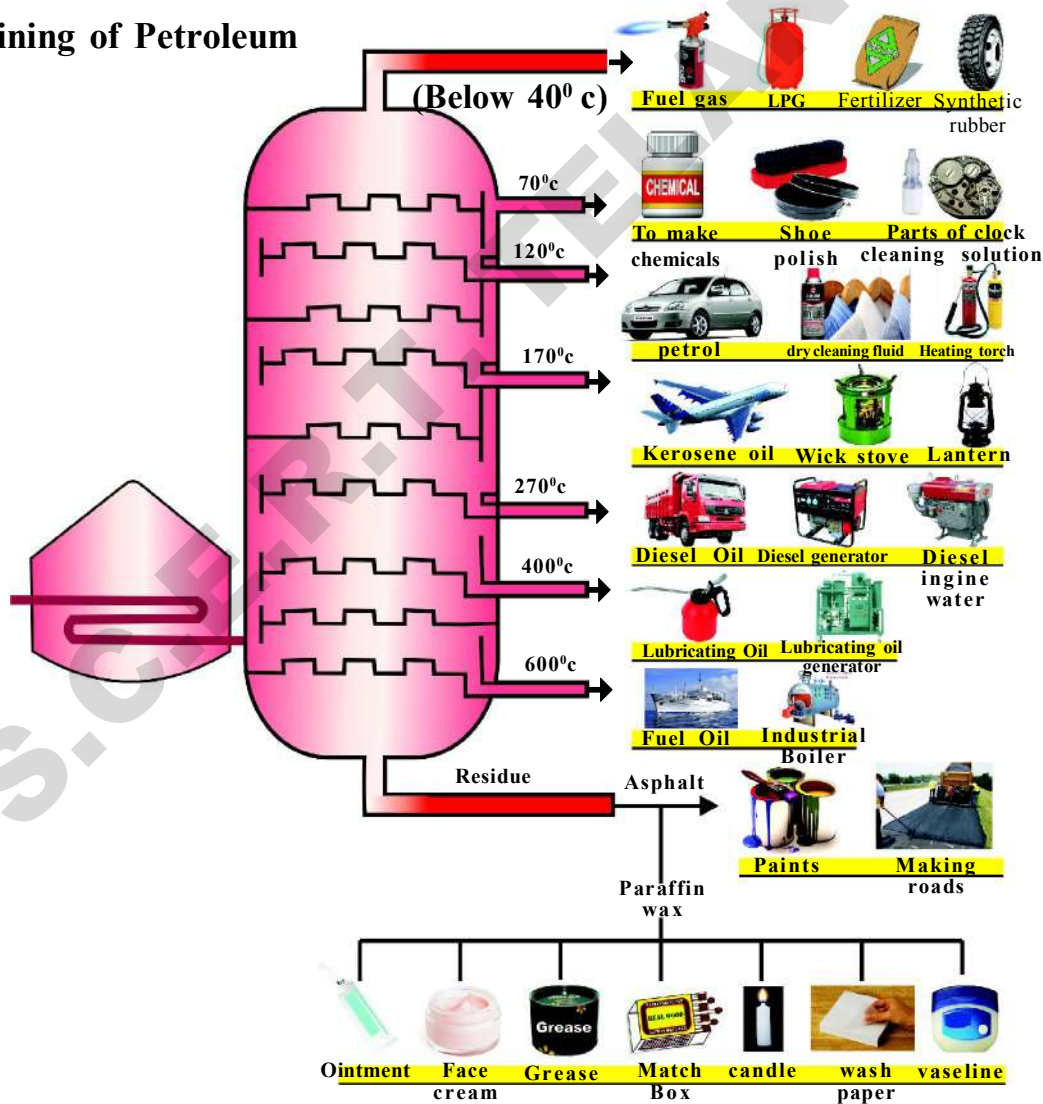 ining of Petroleum
(Below 40⁰ c)
Fuel gas LPG Fertilizer Synthetic
rubber
70⁰c
CHEMICAL
To make Shoe Parts of clock
chemicals polish cleaning solution
120⁰c
petrol dry cleaning fluid Heating torch
170⁰c
Kerosene oil Wick stove Lantern
270⁰c
Diesel Oil Diesel generator Diesel
ingine
water
400⁰c
Lubricating Oil Lubricating oil
generator
600⁰c
Fuel Oil Industrial
Boiler
Residue Asphalt
Paints Making
roads
Paraffin
wax
Grease
REAL WOOD
Ointment Face Grease Match candle wash vaseline
cream Box paper
S.C.E.R.T. TELAN